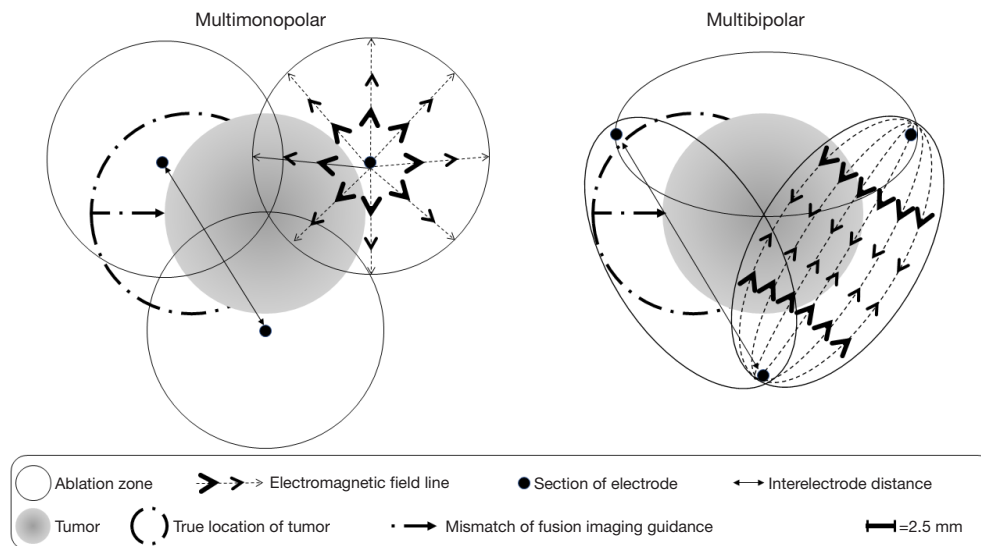 Multimonopolar
Multibipolar
Ablation zone
Electromagnetic field line
Section of electrode
Interelectrode distance
Tumor
True location of tumor
Mismatch of fusion imaging guidance
=2.5 mm